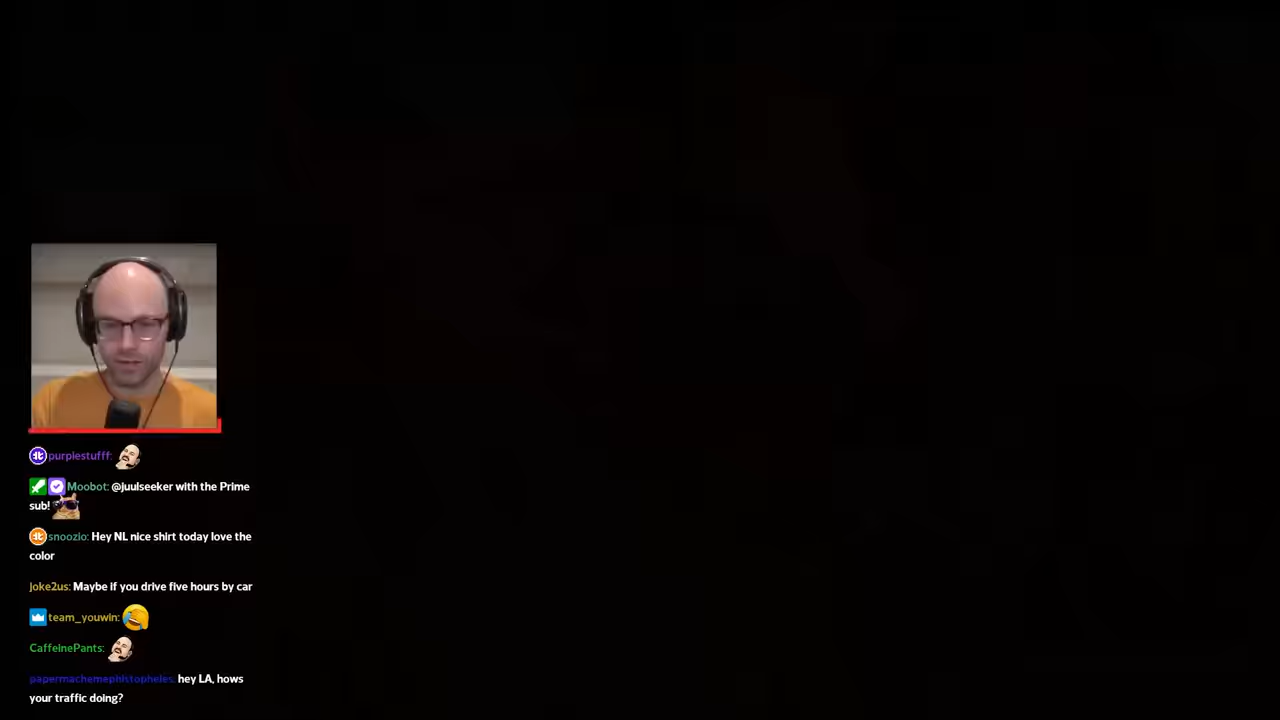 purplestufff:
Moobot: @juulseeker with the Prime
sub!
snoozio: Hey NL nice shirt today love the
color
Joke2us: Maybe if you drive five hours by car
team_youwin:
CaffeinePants:
papermachemephistopheles: hey LA, hows
your traffic doing?